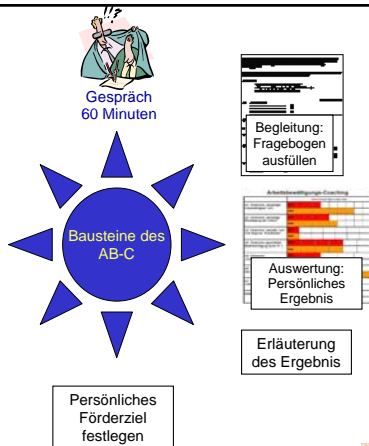 Gespräch
60 Minuten
Begleitung:
Fragebogen
ausfüllen
Bausteine des
AB-C
Arbeitsbewältigungs-Coaching
Auswertung:
Persönliches
Ergebnis
Erläuterung
des Ergebnis
Persönliches
Förderziel
festlegen